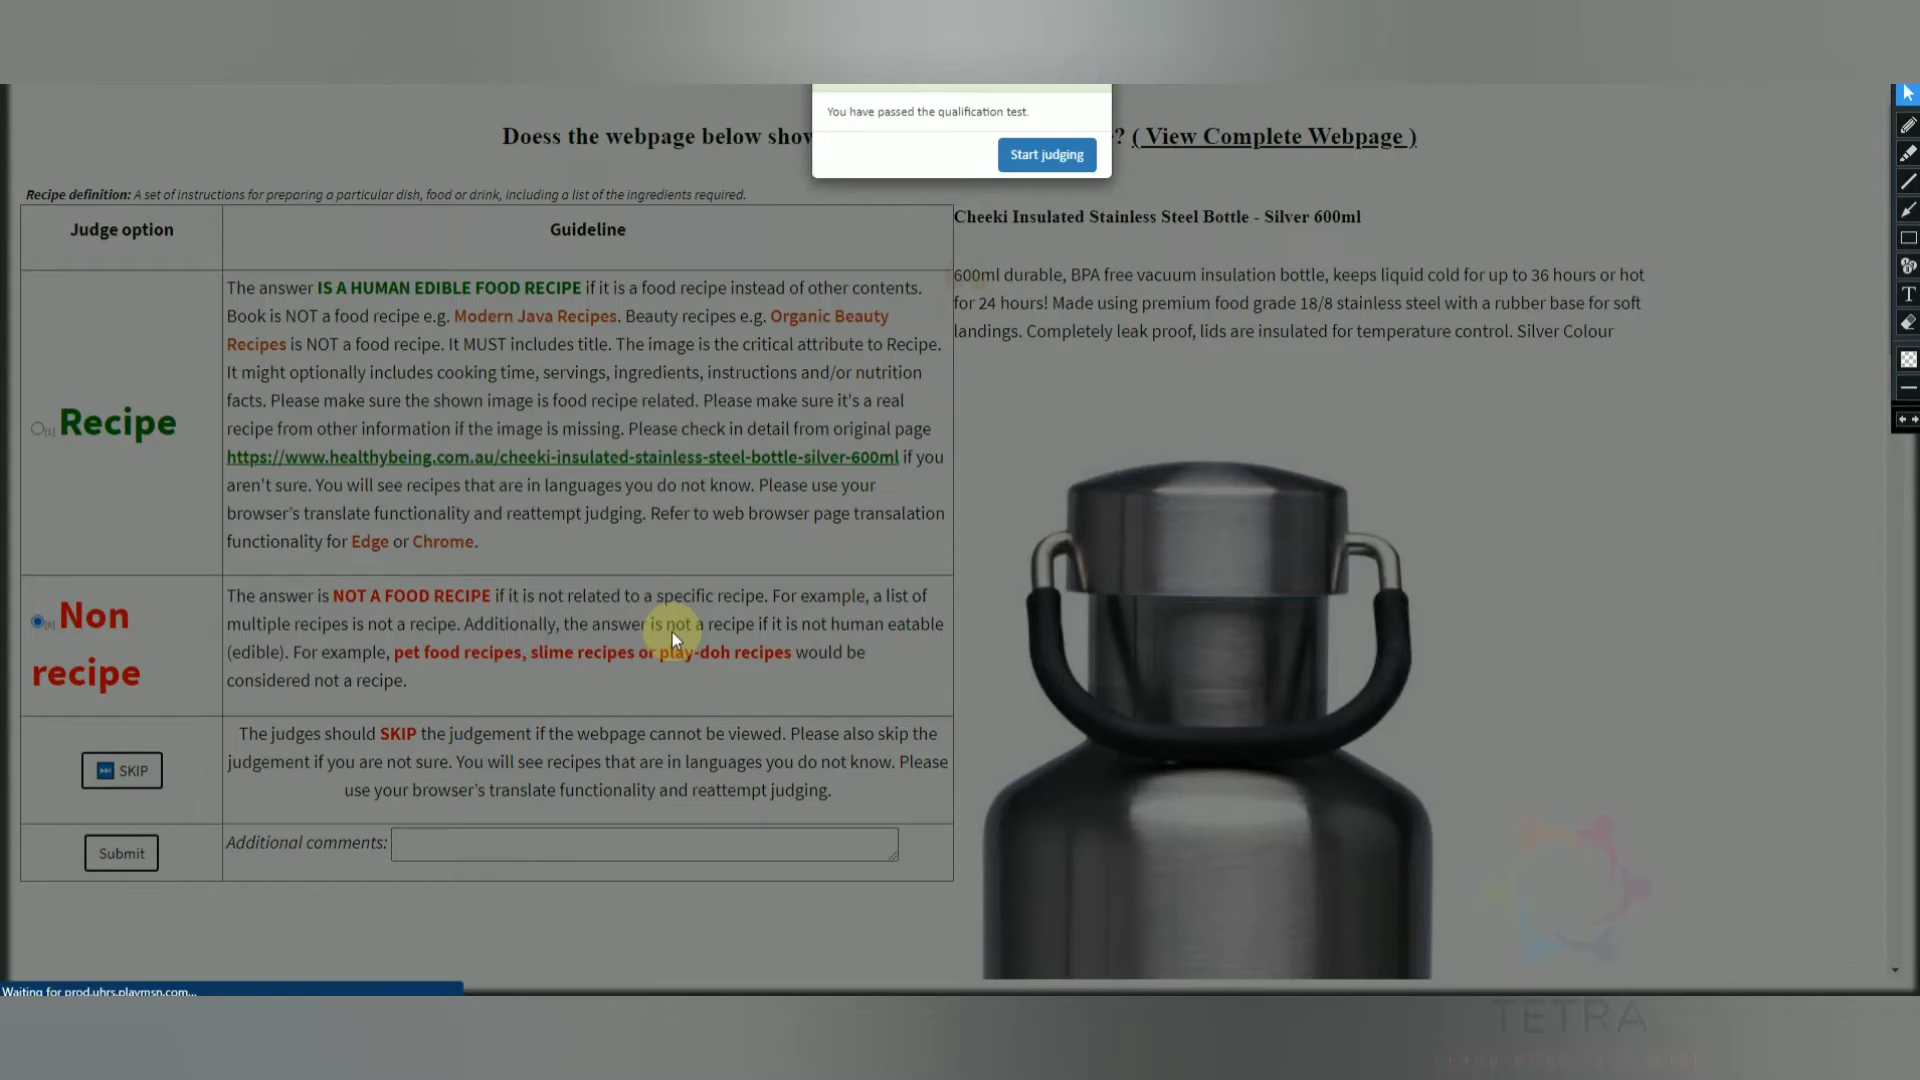 You have passed the qualification test.
Start judging
Doess the webpage below show
? ( View Complete Webpage )
Recipe definition: A set of instructions for preparing a particular dish, food or drink, including a list of the ingredients required.
Judge option
Guideline
Recipe
The answer IS A HUMAN EDIBLE FOOD RECIPE if it is a food recipe instead of other contents.
Book is NOT a food recipe e.g. Modern Java Recipes. Beauty recipes e.g. Organic Beauty
Recipes is NOT a food recipe. It MUST includes title. The image is the critical attribute to Recipe.
It might optionally includes cooking time, servings, ingredients, instructions and/or nutrition
facts. Please make sure the shown image is food recipe related. Please make sure it's a real
recipe from other information if the image is missing. Please check in detail from original page
https://www.healthybeing.com.au/cheeki-insulated-stainless-steel-bottle-silver-600ml if you
aren't sure. You will see recipes that are in languages you do not know. Please use your
browser's translate functionality and reattempt judging. Refer to web browser page transalation
functionality for Edge or Chrome.
Non
recipe
The answer is NOT A FOOD RECIPE if it is not related to a specific recipe. For example, a list of
multiple recipes is not a recipe. Additionally, the answer is not a recipe if it is not human eatable
(edible). For example, pet food recipes, slime recipes or play-doh recipes would be
considered not a recipe.
SKIP
The judges should SKIP the judgement if the webpage cannot be viewed. Please also skip the
judgement if you are not sure. You will see recipes that are in languages you do not know. Please
use your browser's translate functionality and reattempt judging.
Submit
Additional comments:
Cheeki Insulated Stainless Steel Bottle - Silver 600ml
600ml durable, BPA free vacuum insulation bottle, keeps liquid cold for up to 36 hours or hot
for 24 hours! Made using premium food grade 18/8 stainless steel with a rubber base for soft
landings. Completely leak proof, lids are insulated for temperature control. Silver Colour
Waiting for prod.uhrs.playmsn.com...
TETRA